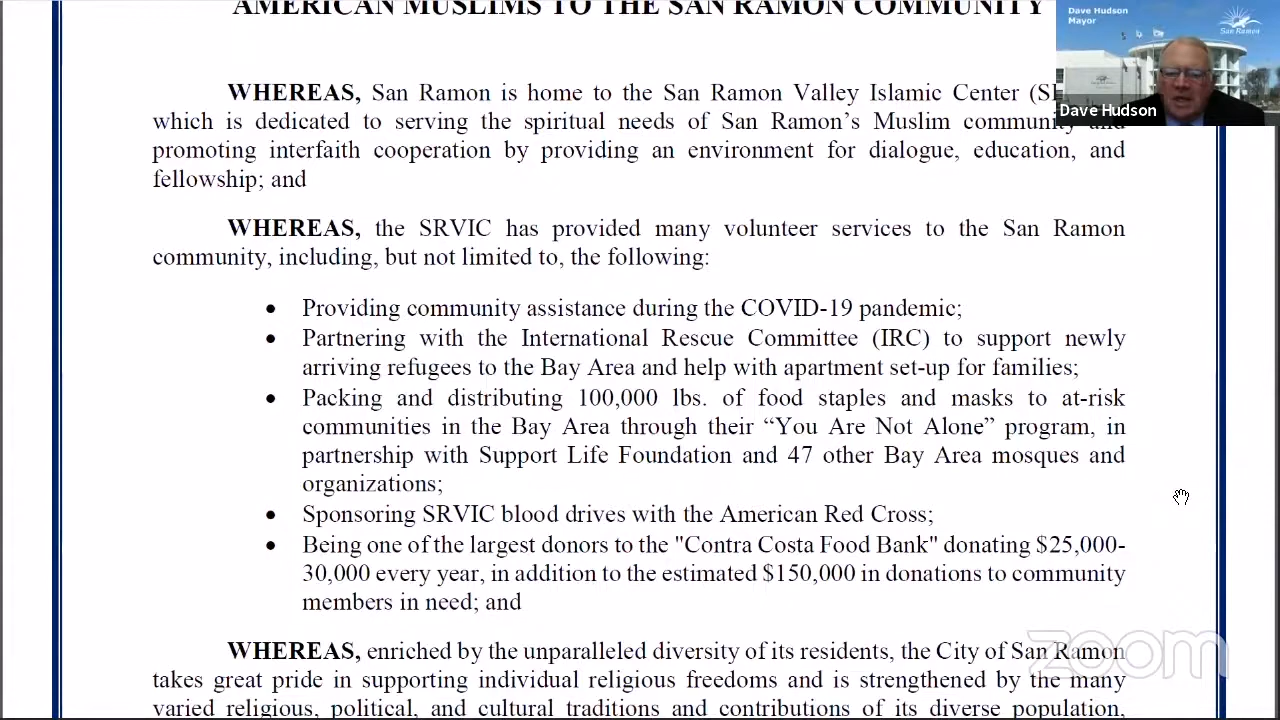 AMERICAN MUSLIMS TO THE SAN RAMON COMMUNITY
Dave Hudson
Mayor
San Ramon
Dave Hudson
WHEREAS, San Ramon is home to the San Ramon Valley Islamic Center
which is dedicated to serving the spiritual needs of San Ramon’s Muslim community and
promoting interfaith cooperation by providing an environment for dialogue, education, and
fellowship; and
WHEREAS, the SRVIC has provided many volunteer services to the San Ramon
community, including, but not limited to, the following:
• Providing community assistance during the COVID-19 pandemic;
• Partnering with the International Rescue Committee (IRC) to support newly
arriving refugees to the Bay Area and help with apartment set-up for families;
• Packing and distributing 100,000 lbs. of food staples and masks to at-risk
communities in the Bay Area through their “You Are Not Alone” program, in
partnership with Support Life Foundation and 47 other Bay Area mosques and
organizations;
• Sponsoring SRVIC blood drives with the American Red Cross;
• Being one of the largest donors to the "Contra Costa Food Bank" donating $25,000-
30,000 every year, in addition to the estimated $150,000 in donations to community
members in need; and
WHEREAS, enriched by the unparalleled diversity of its residents, the City of San Ramon
takes great pride in supporting individual religious freedoms and is strengthened by the many
varied religious, political, and cultural traditions and contributions of its diverse population,
zoom